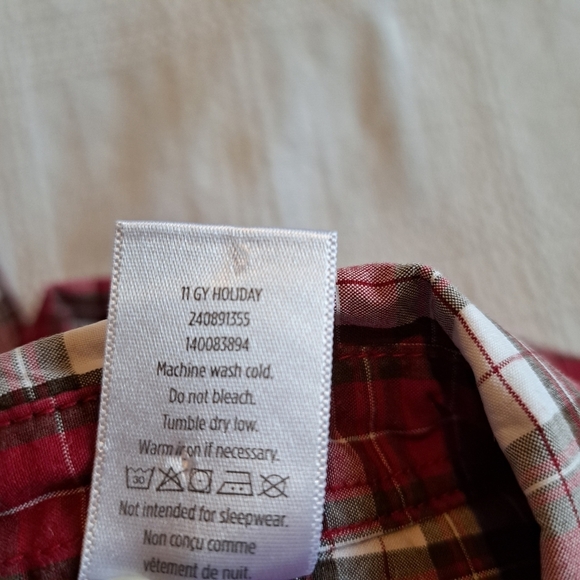 11 GY HOLIDAY
240891355
140083894
Machine wash cold.
Do not bleach.
Tumble dry low.
Warm iron if necessary.
30
Not intended for sleepwear.
Non conçu comme
vêtement de nuit.